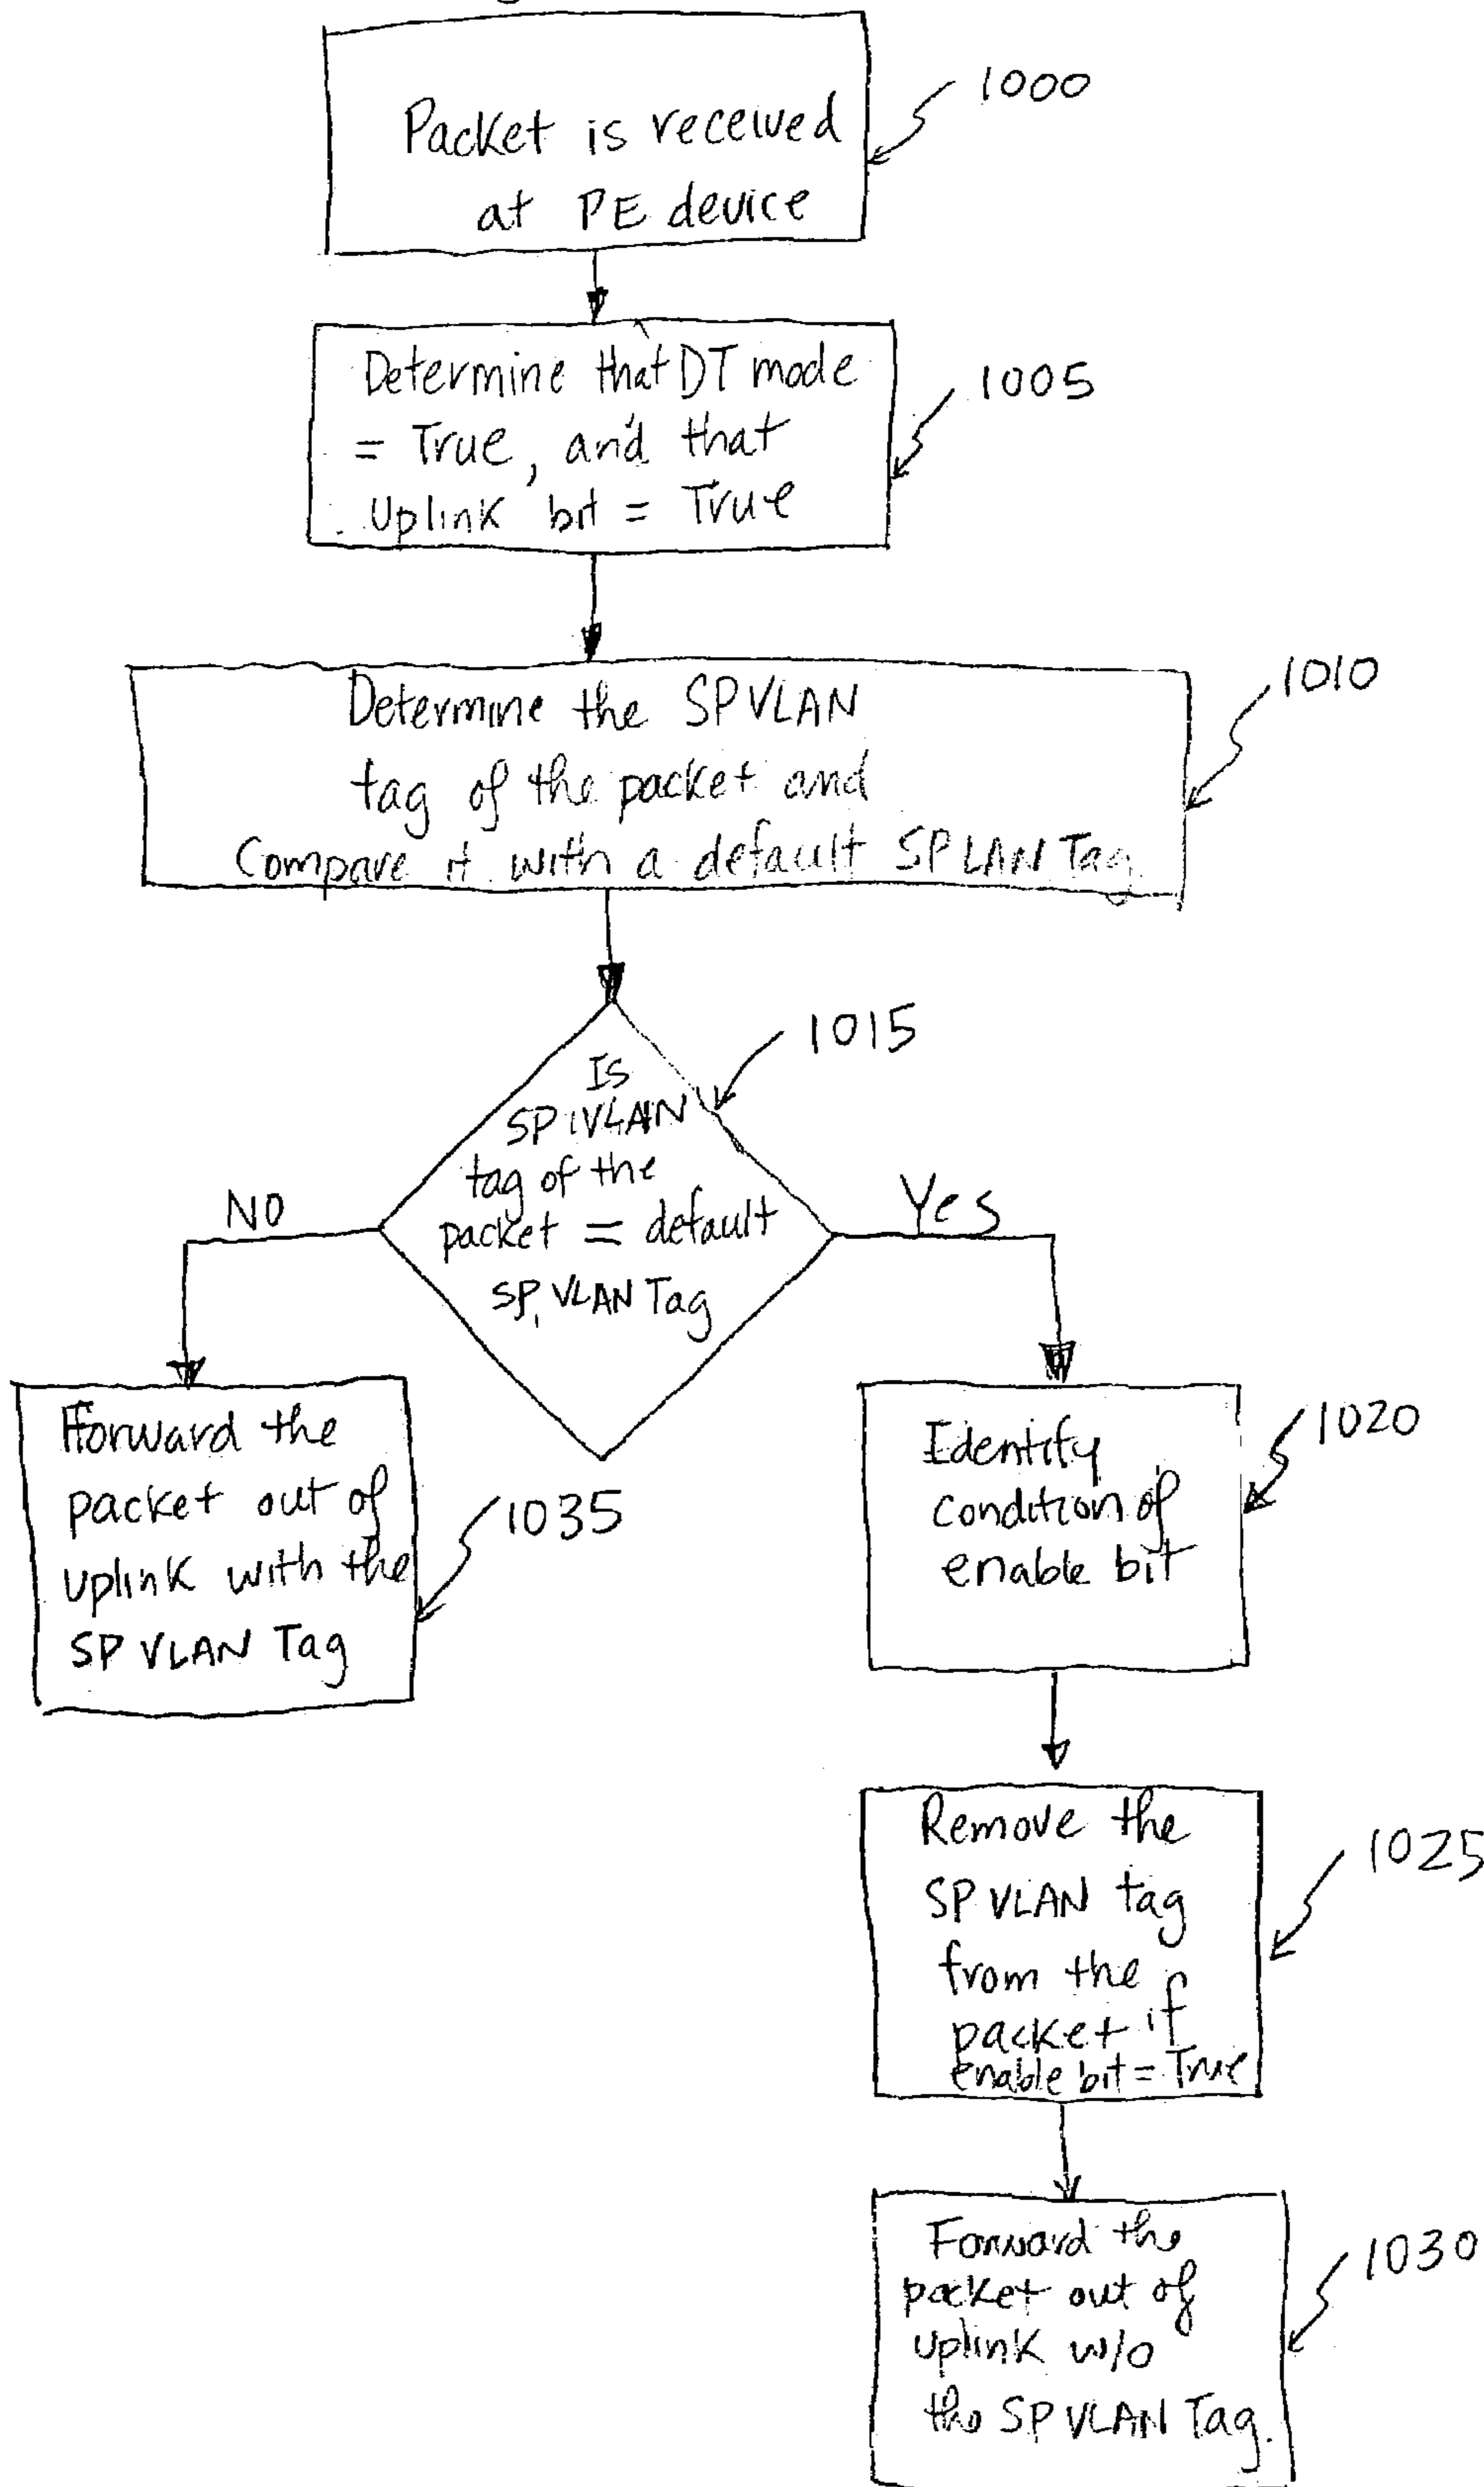 Packet is received
at PE device
1000
Determine that DT mode
= True, and that
Uplink bit = True
1005
Determine the SPVLAN
tag of the packet and
Compare it with a default SPLAN Tag
1010
Is
SP VLAN
tag of the
packet = default
SP, VLAN Tag
1015
NO
Yes
Forward the
packet out of
uplink with the
SP VLAN Tag
1035
Identify
condition of
enable bit
1020
Remove the
SP VLAN tag
from the
packet if
enable bit = True
1025
Forward the
packet out of
uplink w/o
the SP VLAN Tag.
1030